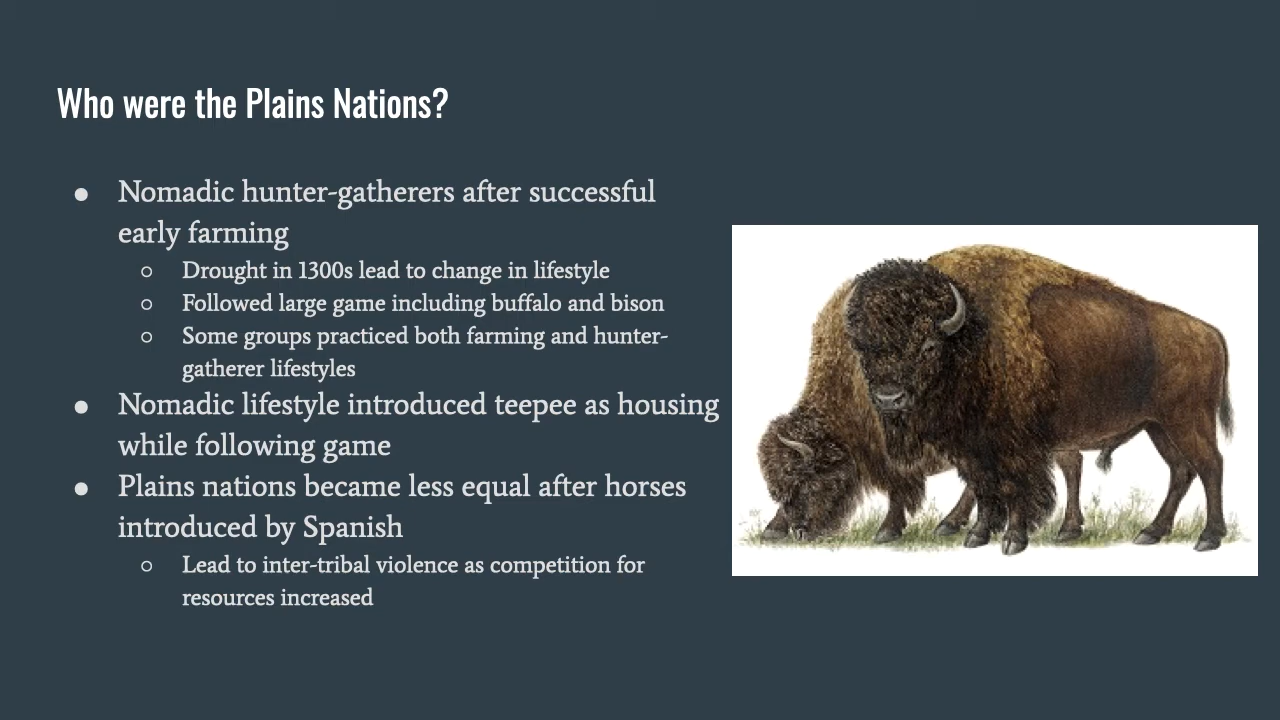 Who were the Plains Nations?
● Nomadic hunter-gatherers after successful
early farming
○ Drought in 1300s lead to change in lifestyle
○ Followed large game including buffalo and bison
○ Some groups practiced both farming and hunter-
gatherer lifestyles
● Nomadic lifestyle introduced teepee as housing
while following game
● Plains nations became less equal after horses
introduced by Spanish
○ Lead to inter-tribal violence as competition for
resources increased